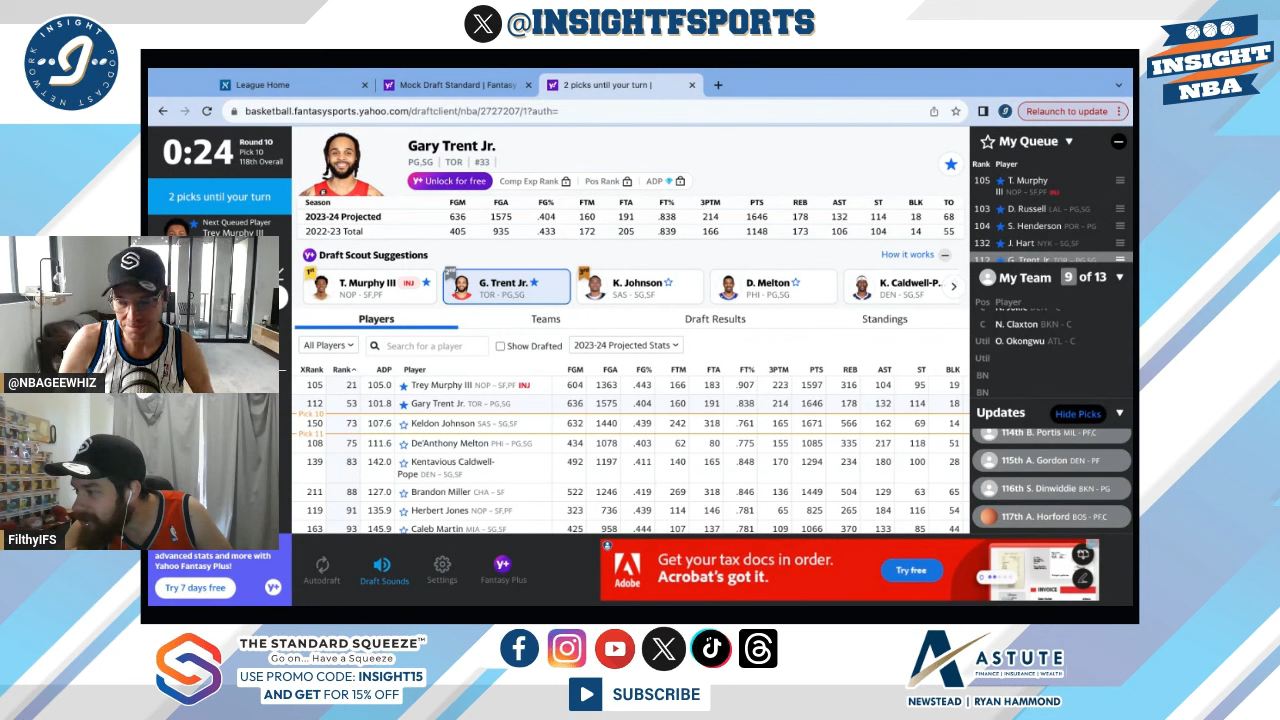 @INSIGHTFSPORTS
INSIGHT
PODCAST NETWORK
INSIGHT
NBA
League Home
Mock Draft Standard | Fantasy
2 picks until your turn |
basketball.fantasysports.yahoo.com/draftclient/nba/2727207/1?auth=
Relaunch to update
0:24
Round 10
Pick 10
118th Overall
2 picks until your turn
Next Queued Player
Trey Murphy III
Gary Trent Jr.
PG,SG | TOR | #33
Unlock for free
Comp Exp Rank
Pos Rank
ADP
Season FGM FGA FG% FTM FTA FT% 3PTM PTS REB AST ST BLK TO
2023-24 Projected 636 1575 .404 160 191 .838 214 1646 178 132 114 18 68
2022-23 Total 405 935 .433 172 205 .839 166 1148 173 106 104 14 55
Draft Scout Suggestions
How it works
1st T. Murphy III INJ
NOP - SF,PF
G. Trent Jr.
TOR - PG,SG
K. Johnson
SAS - SG,SF
D. Melton
PHI - PG,SG
K. Caldwell-P..
DEN - SG,SF
Players Teams Draft Results Standings
All Players
Search for a player
Show Drafted
2023-24 Projected Stats
XRank Rank ADP Player FGM FGA FG% FTM FTA FT% 3PTM PTS REB AST ST BLK
105 21 105.0 Trey Murphy III NOP - SF,PF INJ 604 1363 .443 166 183 .907 223 1597 316 104 95 19
112 53 101.8 Gary Trent Jr. TOR - PG,SG 636 1575 .404 160 191 .838 214 1646 178 132 114 18
Pick 10
150 73 107.6 Keldon Johnson SAS - SG,SF 632 1440 .439 242 318 .761 165 1671 566 162 69 14
Pick 11
108 75 111.6 De'Anthony Melton PHI - PG,SG 434 1078 .403 62 80 .775 155 1085 335 217 118 51
139 83 142.0 Kentavious Caldwell-
Pope DEN - SG,SF 492 1197 .411 140 165 .848 170 1294 234 180 100 28
211 88 127.0 Brandon Miller CHA - SF 522 1246 .419 269 318 .846 136 1449 504 129 63 65
119 91 135.9 Herbert Jones NOP - SF,PF 323 736 .439 114 146 .781 65 825 265 184 116 54
163 93 145.9 Caleb Martin MIA - SG,SF 425 958 .444 107 137 .781 109 1066 370 133 85 44
My Queue
Rank Player
105 T. Murphy
III NOP - SF,PF INJ
103 D. Russell LAL - PG,SG
104 S. Henderson POR - PG
132 J. Hart NYK - SG,SF
112 G. Trent Jr. TOR - PG,SG
My Team 9 of 13
Pos Player
C N. Jokic DEN - C
C N. Claxton BKN - C
Util O. Okongwu ATL - C
Util
BN
BN
Updates
Hide Picks
114th B. Portis MIL - PF,C
115th A. Gordon DEN - PF
116th S. Dinwiddie BKN - PG
117th A. Horford BOS - PF,C
@NBAGEEWHIZ
FilthyIFS
advanced stats and more with
Yahoo Fantasy Plus!
Try 7 days free
Autodraft
Draft Sounds
Settings
Fantasy Plus
Adobe
Get your tax docs in order.
Acrobat's got it.
Try free
INVOICE
THE STANDARD SQUEEZE™
Go on... Have a Squeeze
USE PROMO CODE: INSIGHT15
AND GET FOR 15% OFF
SUBSCRIBE
ASTUTE
FINANCE | INSURANCE | WEALTH
NEWSTEAD | RYAN HAMMOND